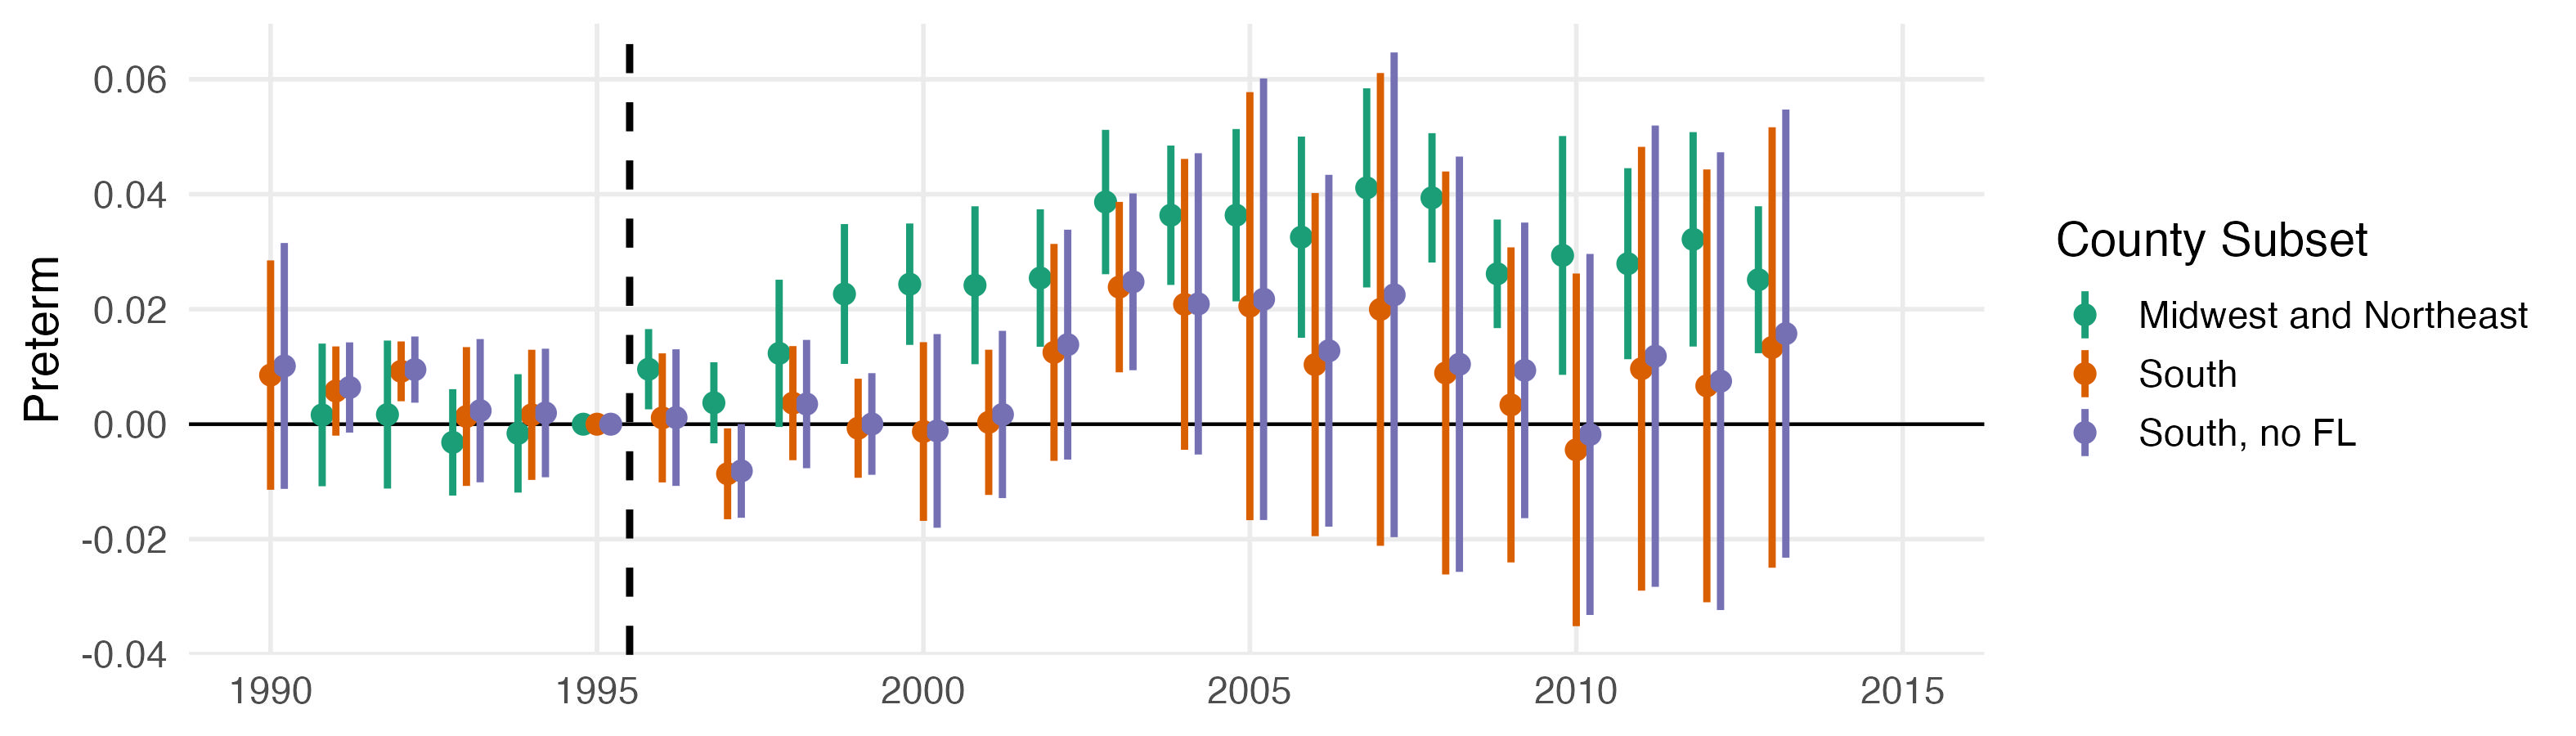 Preterm
0.06
0.04
0.02
0.00
-0.02
-0.04
1990
1995
2000
2005
2010
2015
County Subset
Midwest and Northeast
South
South, no FL